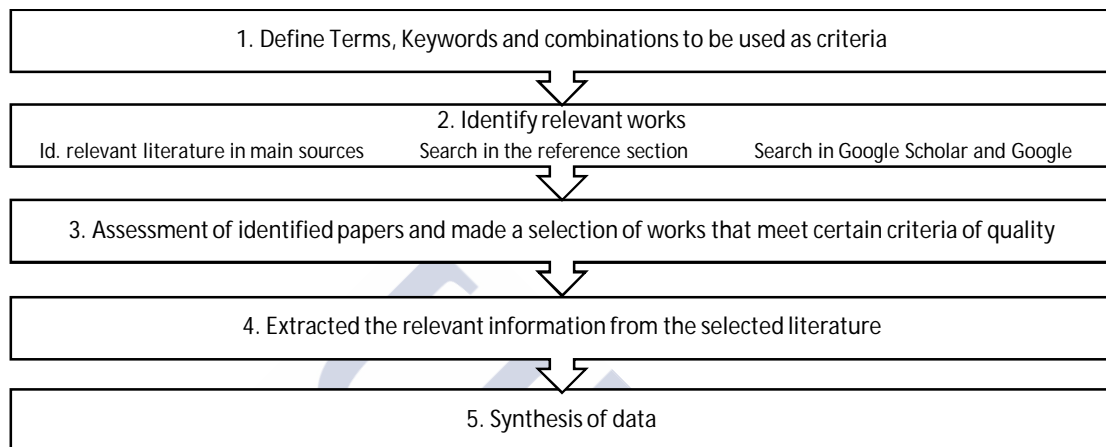 1. Define Terms, Keywords and combinations to be used as criteria
2. Identify relevant works
Id. relevant literature in main sources Search in the reference section Search in Google Scholar and Google
3. Assessment of identified papers and made a selection of works that meet certain criteria of quality
4. Extracted the relevant information from the selected literature
5. Synthesis of data